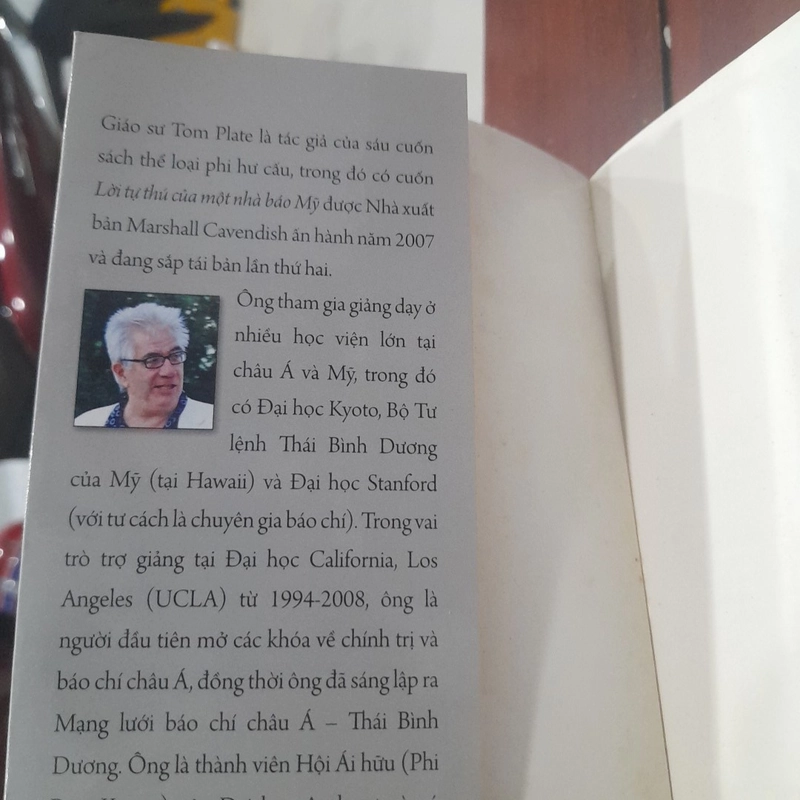 Giáo sư Tom Plate là tác giả của sáu cuốn
sách thể loại phi hư cấu, trong đó có cuốn
Lời tự thú của một nhà báo Mỹ được Nhà xuất
bản Marshall Cavendish ấn hành năm 2007
và đang sắp tái bản lần thứ hai.
Ông tham gia giảng dạy ở
nhiều học viện lớn tại
châu Á và Mỹ, trong đó
có Đại học Kyoto, Bộ Tư
lệnh Thái Bình Dương
của Mỹ (tại Hawaii) và Đại học Stanford
(với tư cách là chuyên gia báo chí). Trong vai
trò trợ giảng tại Đại học California, Los
Angeles (UCLA) từ 1994-2008, ông là
người đầu tiên mở các khóa về chính trị và
báo chí châu Á, đồng thời ông đã sáng lập ra
Mạng lưới báo chí châu Á – Thái Bình
Dương. Ông là thành viên Hội Ái hữu (Phi